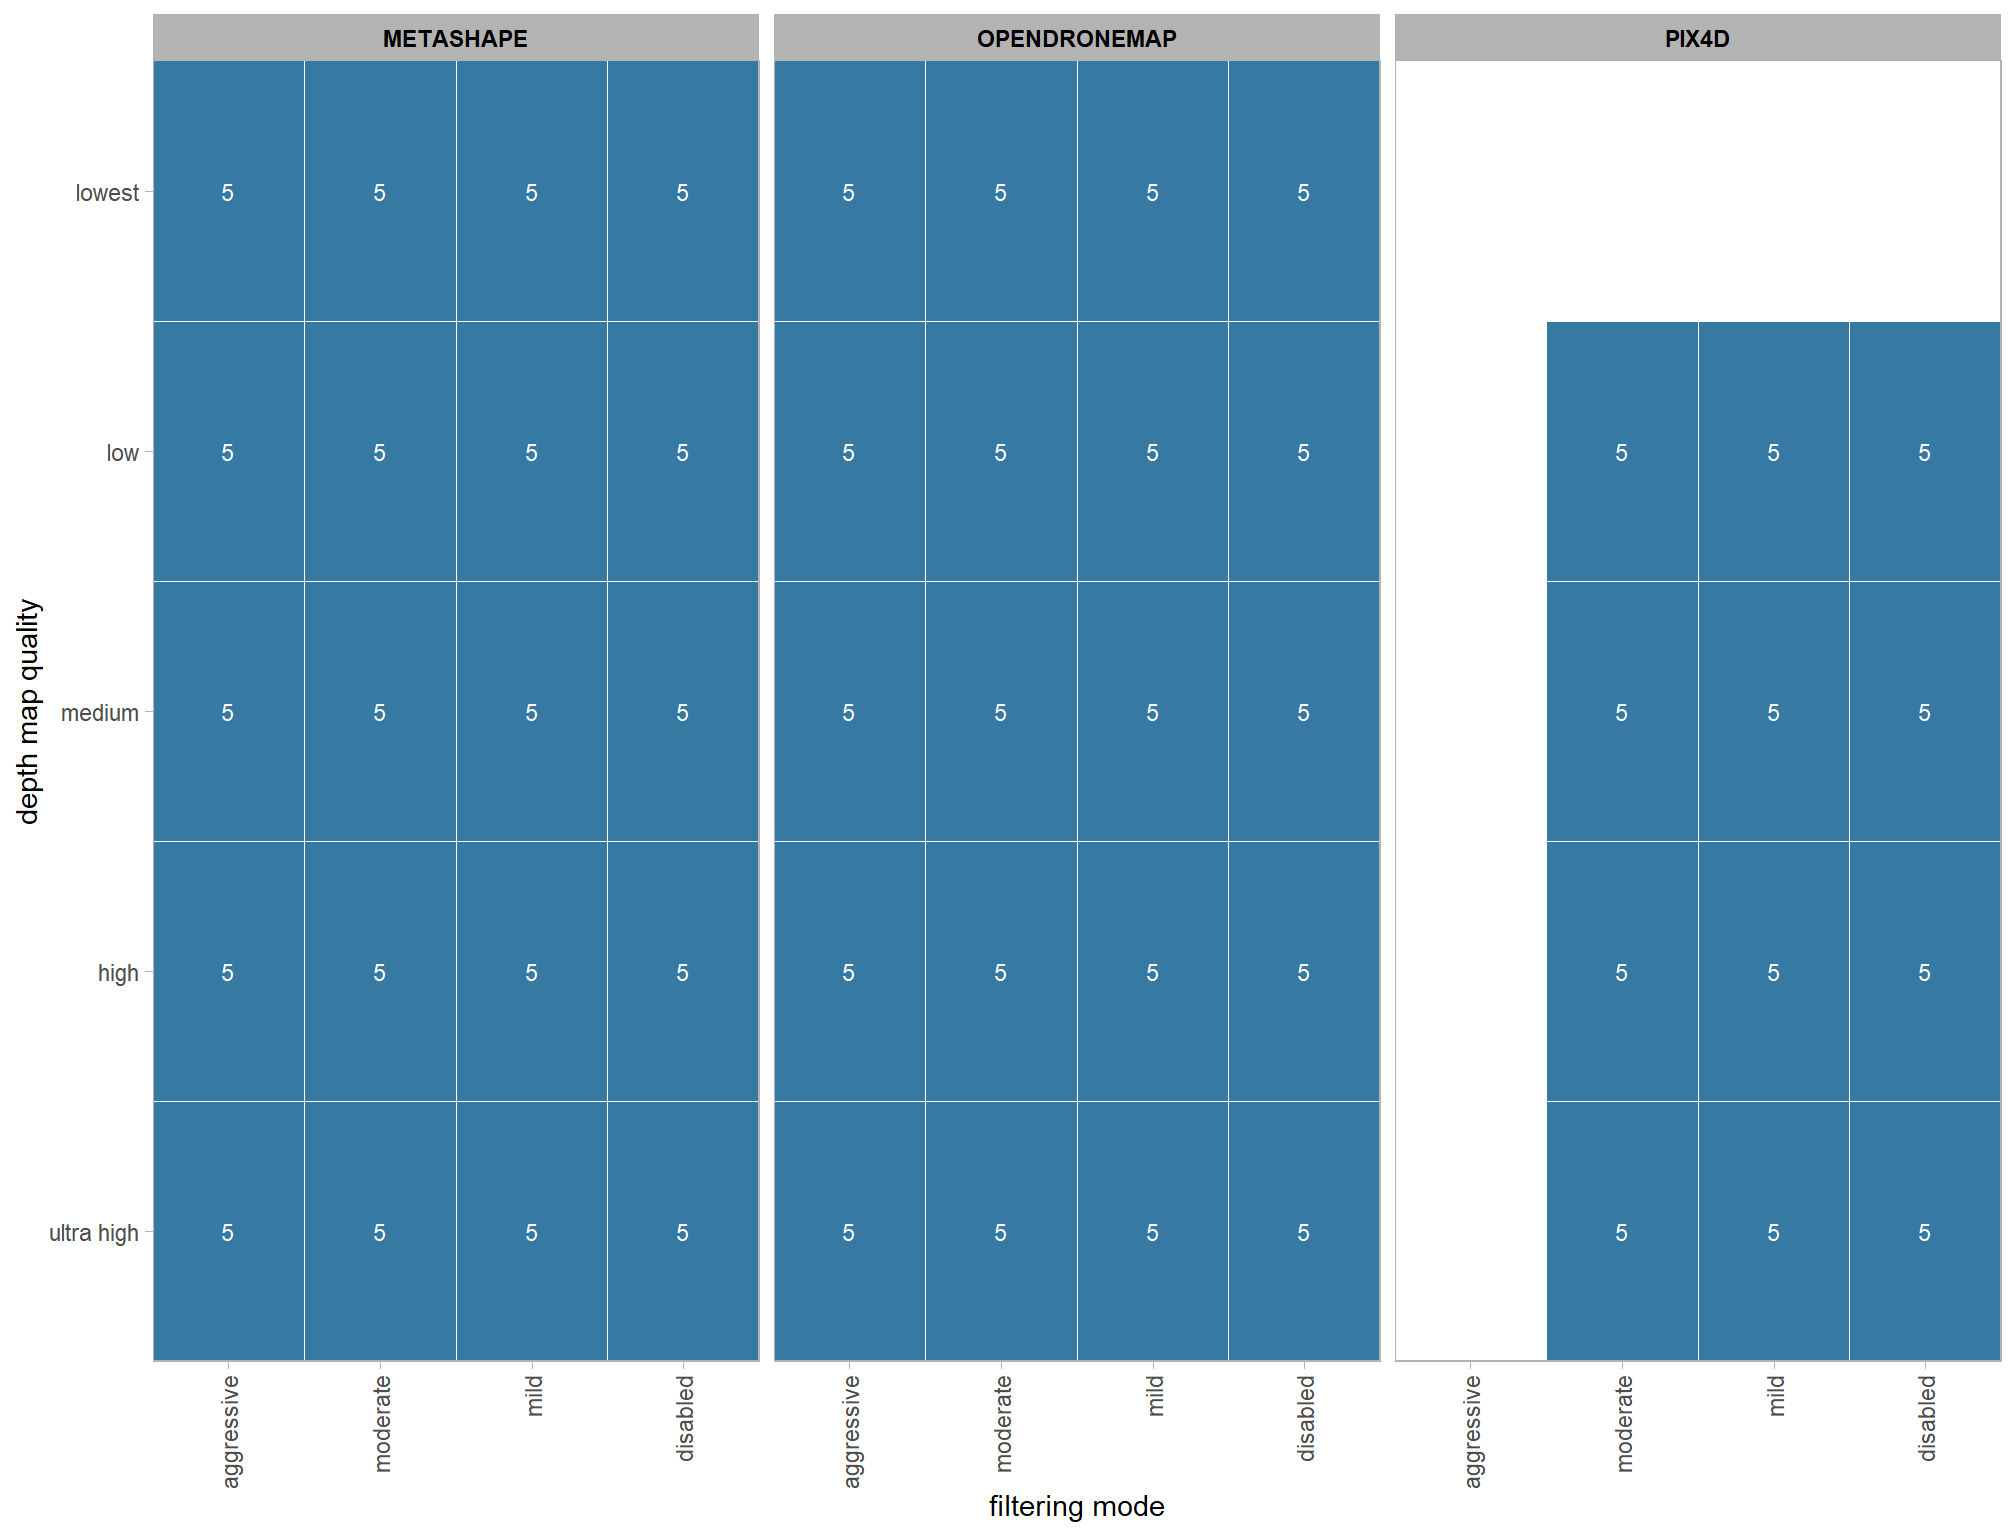 METASHAPE OPENDRONEMAP PIX4D
lowest 5 5 5 5 5 5 5 5
low 5 5 5 5 5 5 5 5 5 5 5
medium 5 5 5 5 5 5 5 5 5 5 5
high 5 5 5 5 5 5 5 5 5 5 5
ultra high 5 5 5 5 5 5 5 5 5 5 5
depth map quality
aggressive moderate mild disabled aggressive moderate mild disabled aggressive moderate mild disabled
filtering mode